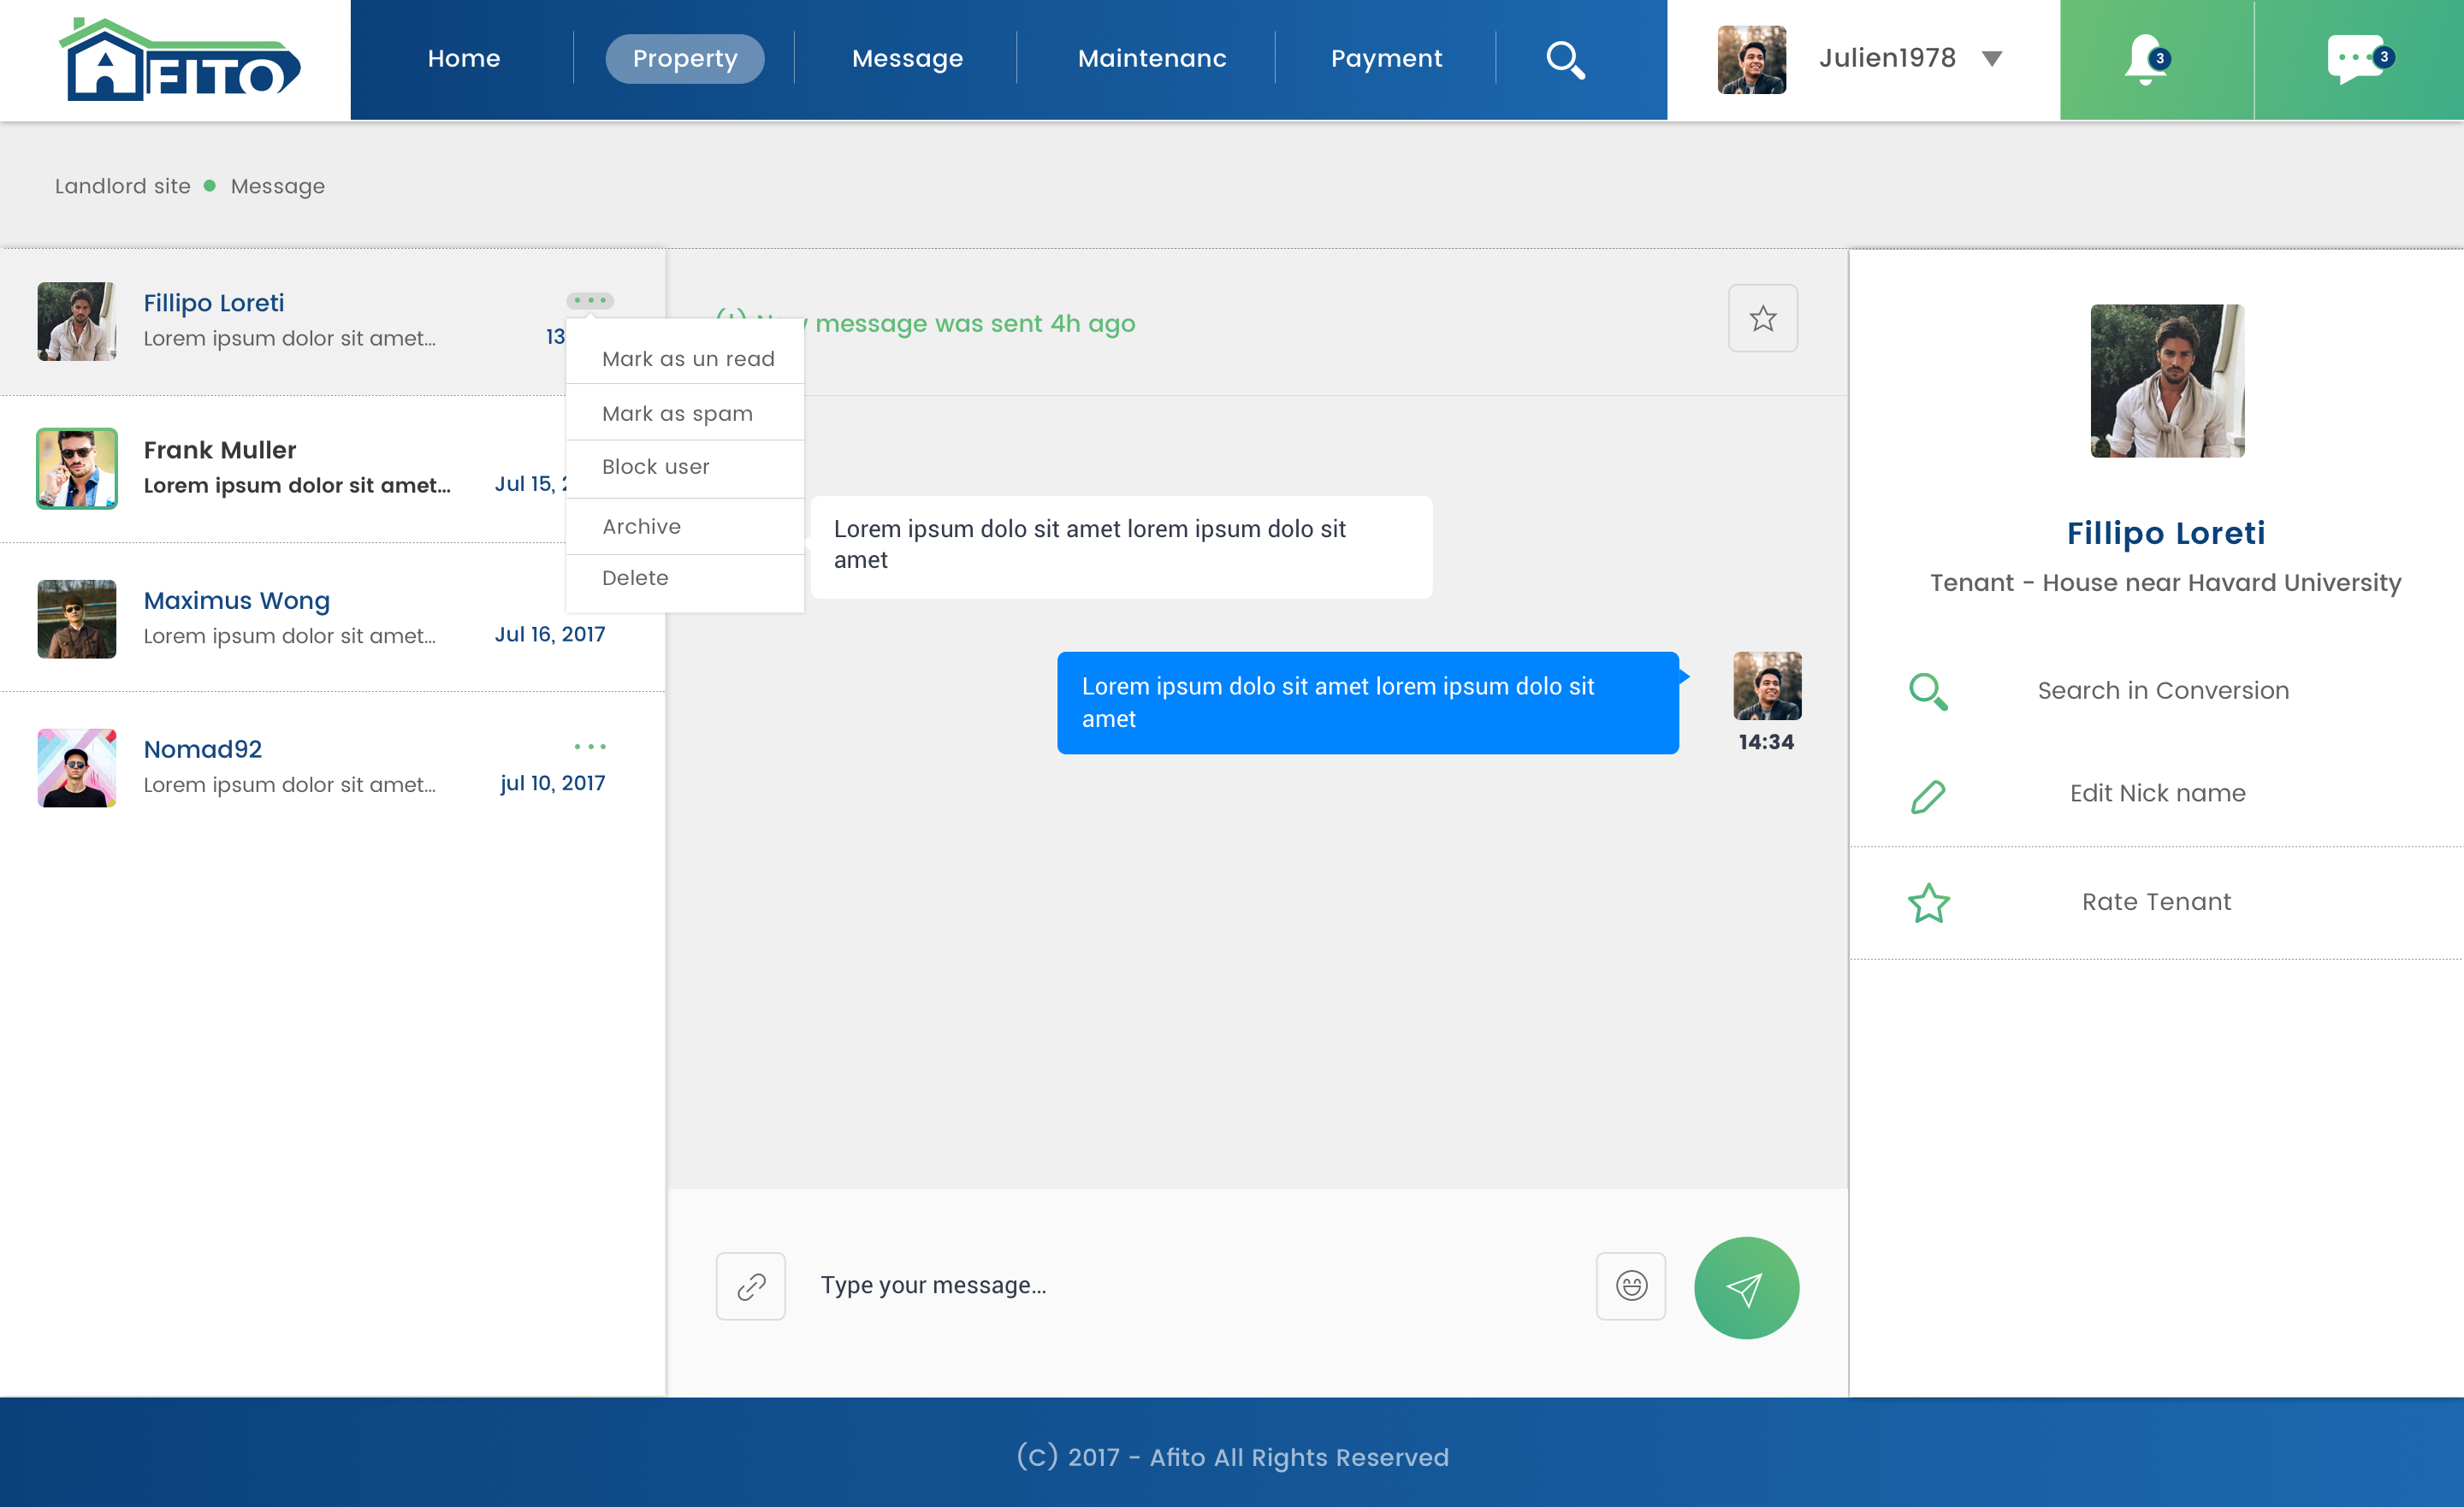 AFITO
Home
Property
Message
Maintenanc
Payment
Julien1978
3
3
Landlord site
Message
Fillipo Loreti
Lorem ipsum dolor sit amet...
13
Mark as un read
Mark as spam
Block user
Archive
Delete
Frank Muller
Lorem ipsum dolor sit amet...
Jul 15,
Maximus Wong
Lorem ipsum dolor sit amet...
Jul 16, 2017
Nomad92
Lorem ipsum dolor sit amet...
jul 10, 2017
message was sent 4h ago
Lorem ipsum dolo sit amet lorem ipsum dolo sit
amet
Lorem ipsum dolo sit amet lorem ipsum dolo sit
amet
14:34
Type your message...
Fillipo Loreti
Tenant - House near Havard University
Search in Conversion
Edit Nick name
Rate Tenant
(C) 2017 - Afito All Rights Reserved